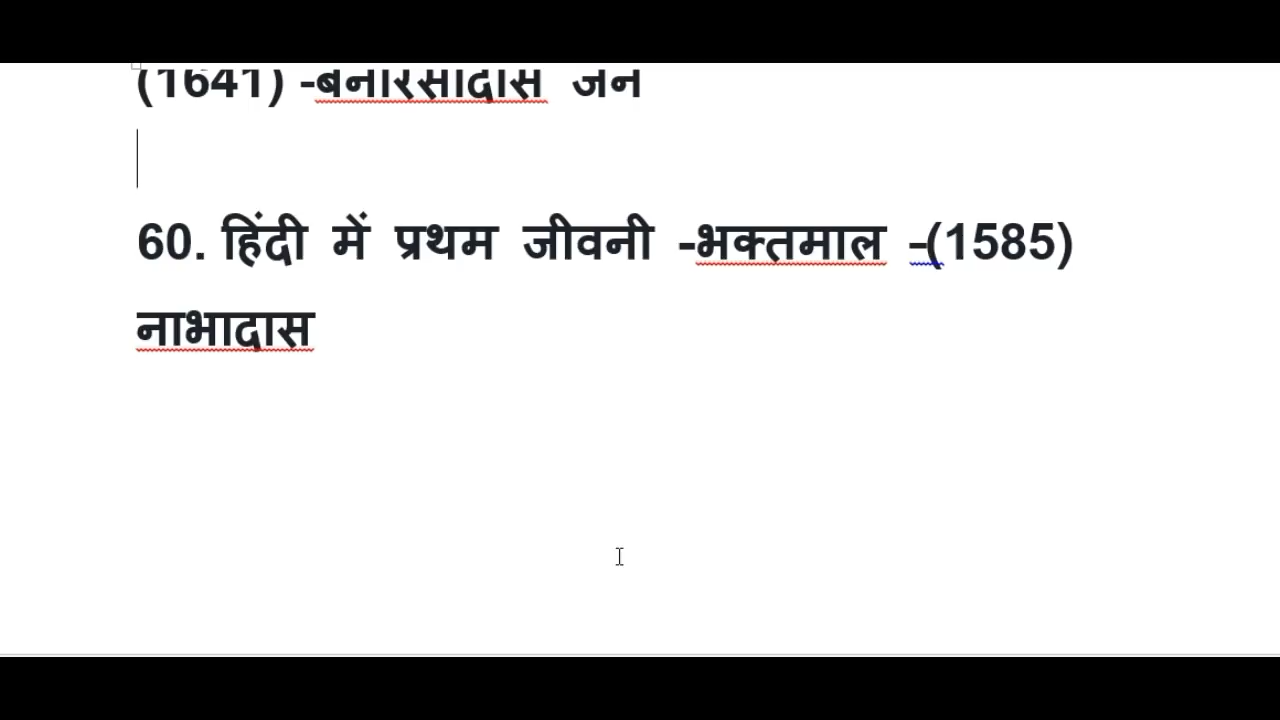 (1641) -बनारसीदास जैन
60. हिंदी में प्रथम जीवनी -भक्तमाल –(1585)
नाभादास